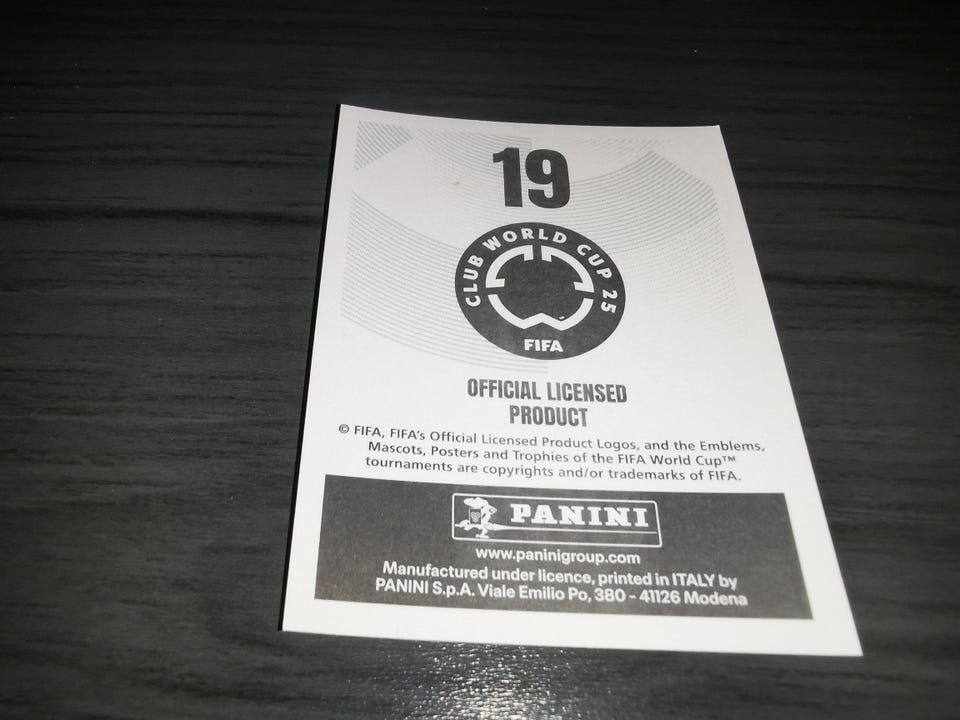 19
CLUB WORLD CUP 25
FIFA
OFFICIAL LICENSED
PRODUCT
© FIFA, FIFA's Official Licensed Product Logos, and the Emblems,
Mascots, Posters and Trophies of the FIFA World Cup™
tournaments are copyrights and/or trademarks of FIFA.
PANINI
www.paninigroup.com
Manufactured under licence, printed in ITALY by
PANINI S.p.A. Viale Emilio Po, 380 - 41126 Modena